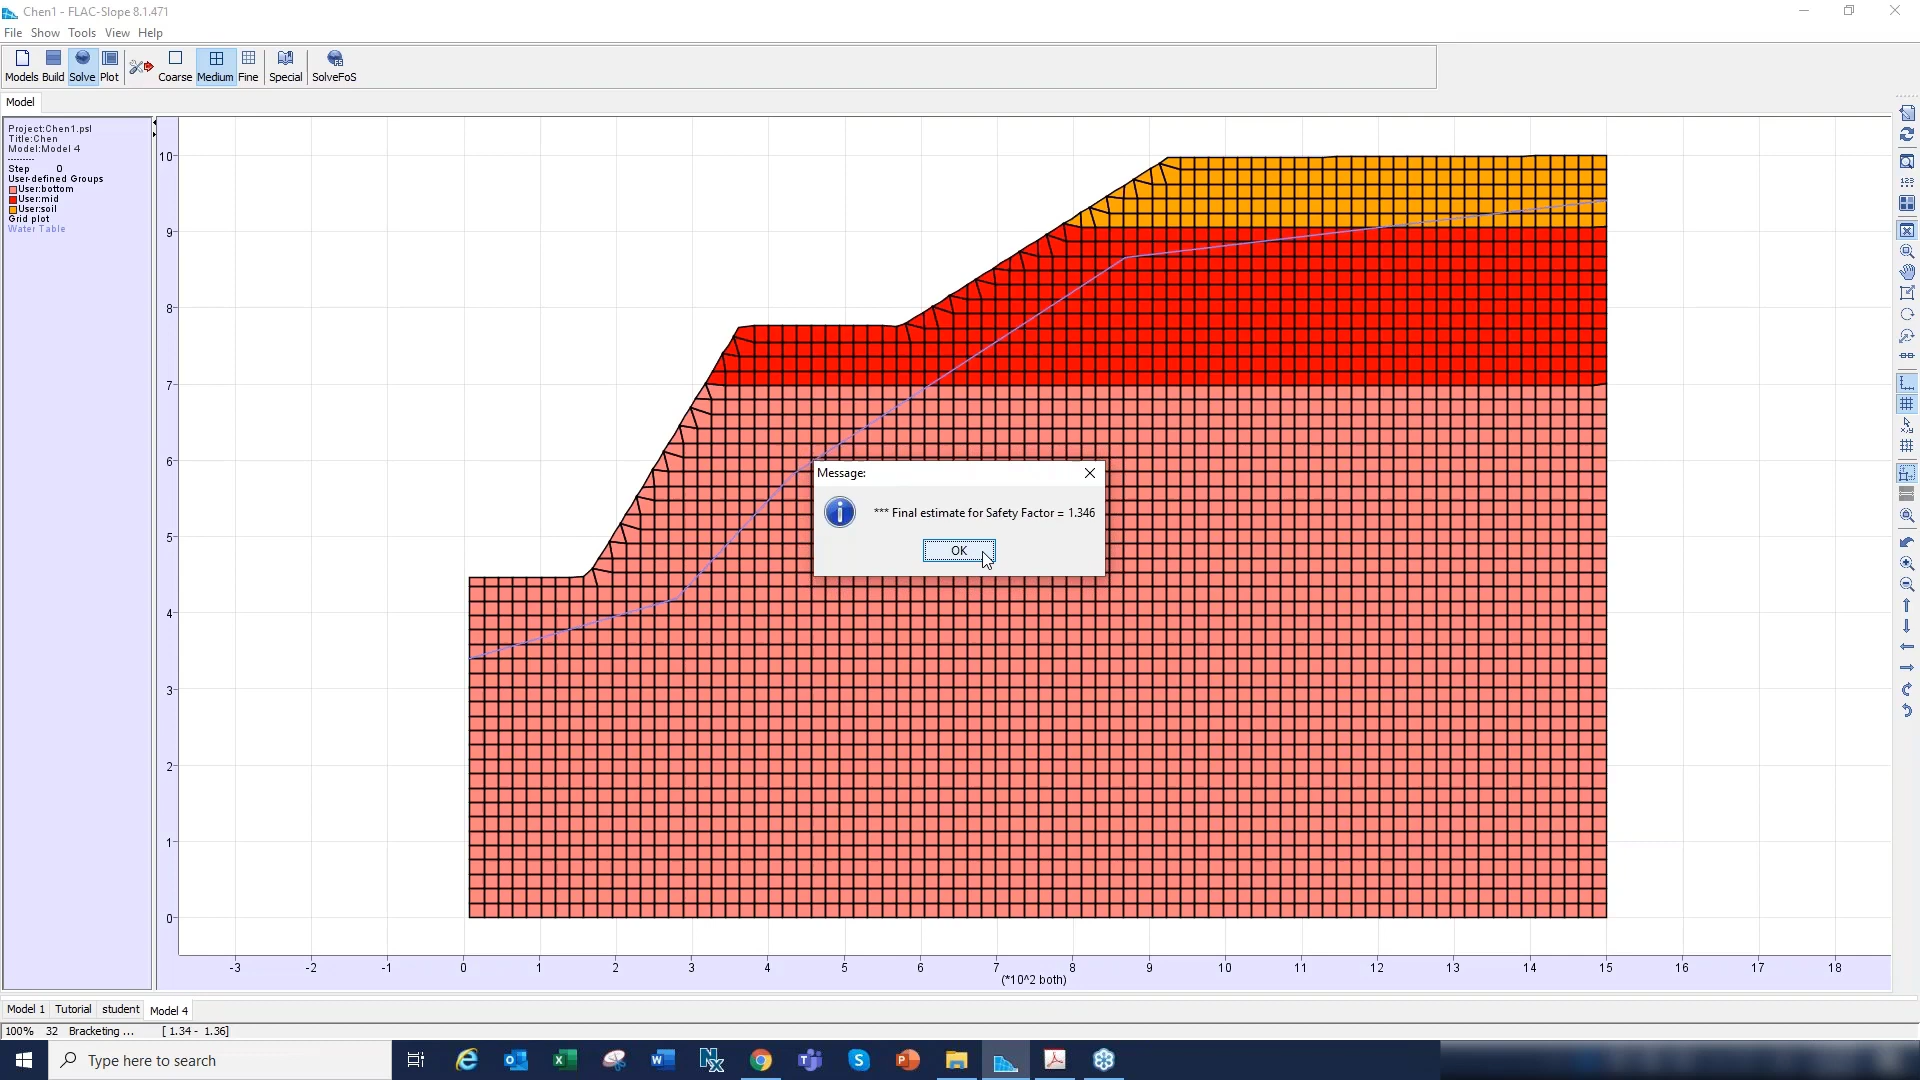 Chen1 - FLAC-Slope 8.1.471
File Show Tools View Help
Models Build Solve Plot Coarse Medium Fine Special SolveFoS
Model
Project:Chen1.psl
Title:Chen
Model:Model 4
----------
Step 0
User-defined Groups
User:bottom
User:mid
User:soil
Grid plot
Water Table
10
9
8
7
6
5
4
3
2
1
0
Message:
*** Final estimate for Safety Factor = 1.346
OK
-3 -2 -1 0 1 2 3 4 5 6 7 8 9 10 11 12 13 14 15 16 17 18
(*10^2 both)
123
Model 1 Tutorial student Model 4
100% 32 Bracketing ... [ 1.34 - 1.36]
Type here to search